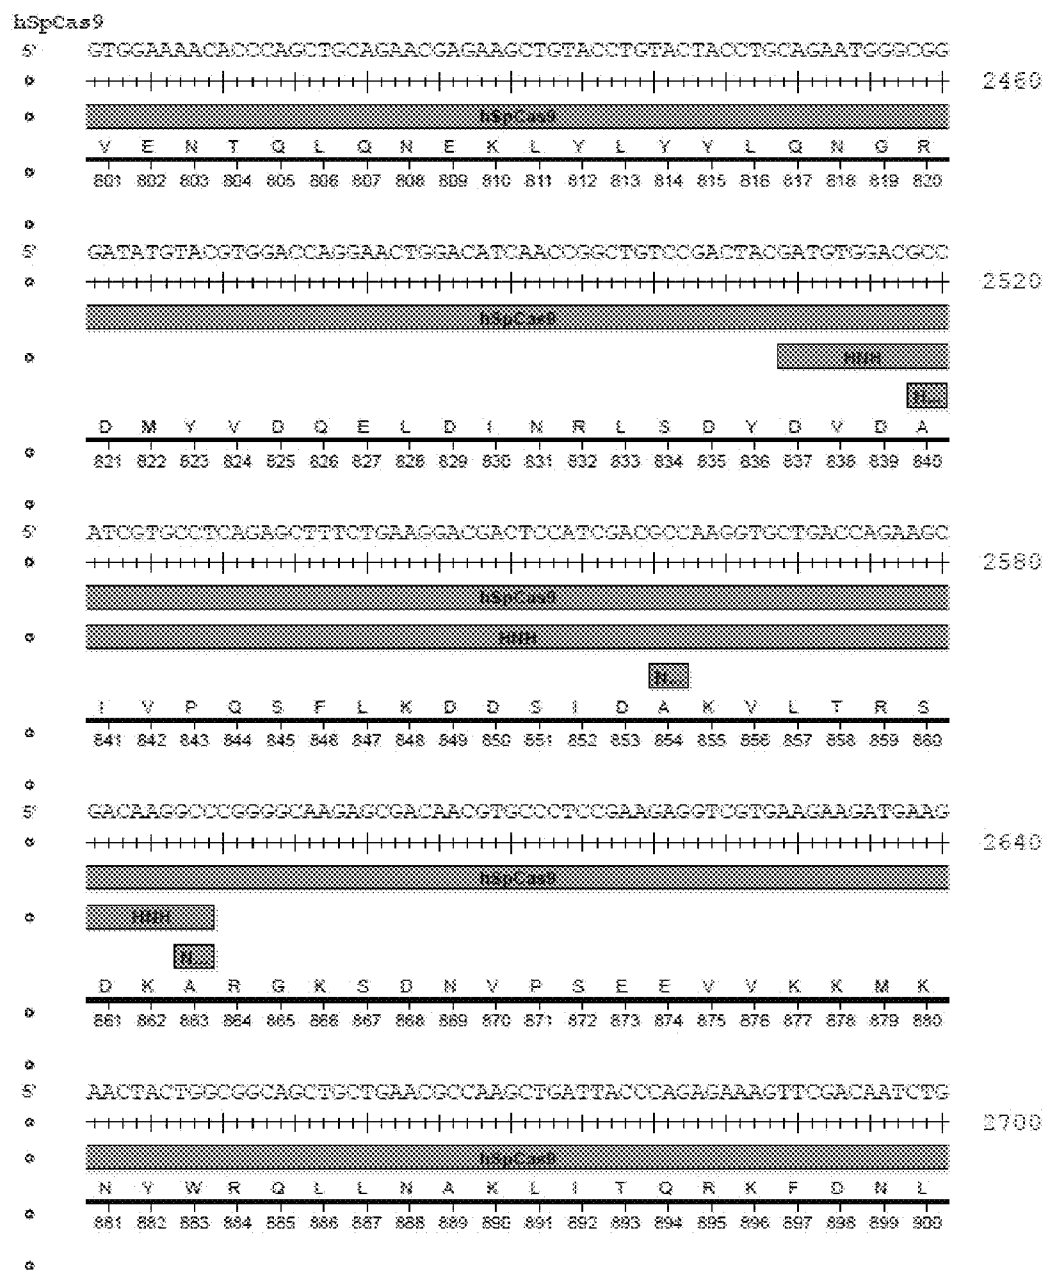 hSpCas9
5' GTGGAAAACACCCAGCTGCAGAACGAGAAGCTGTACCTGTACTACCTGCAGAATGGGCGG
2460
hSpCas9
V E N T Q L Q N E K L Y L Y Y L Q N G R
801 802 803 804 805 806 807 808 809 810 811 812 813 814 815 816 817 818 819 820
5' GATATGTACGTGGACCAGGAACTGGACATCAACCGGCTGTCCGACTACGATGTGGACGCC
2520
hSpCas9
HNH
H...
D M Y V D Q E L D I N R L S D Y D V D A
821 822 823 824 825 826 827 828 829 830 831 832 833 834 835 836 837 838 839 840
5' ATCGTGCCTCAGAGCTTTCTGAAGGACGACTCCATCGACGCCAAGGTGCTGACCAGAAGC
2580
hSpCas9
HNH
N...
I V P Q S F L K D D S I D A K V L T R S
841 842 843 844 845 846 847 848 849 850 851 852 853 854 855 856 857 858 859 860
5' GACAAGGCCCGGGGCAAGAGCGACAACGTGCCCTCCGAAGAGGTCGTGAAGAAGATGAAG
2640
hSpCas9
HNH
N...
D K A R G K S D N V P S E E V V K K M K
861 862 863 864 865 866 867 868 869 870 871 872 873 874 875 876 877 878 879 880
5' AACTACTGGCGGCAGCTGCTGAACGCCAAGCTGATTACCCAGAGAAAGTTCGACAATCTG
2700
hSpCas9
N Y W R Q L L N A K L I T Q R K F D N L
881 882 883 884 885 886 887 888 889 890 891 892 893 894 895 896 897 898 899 900